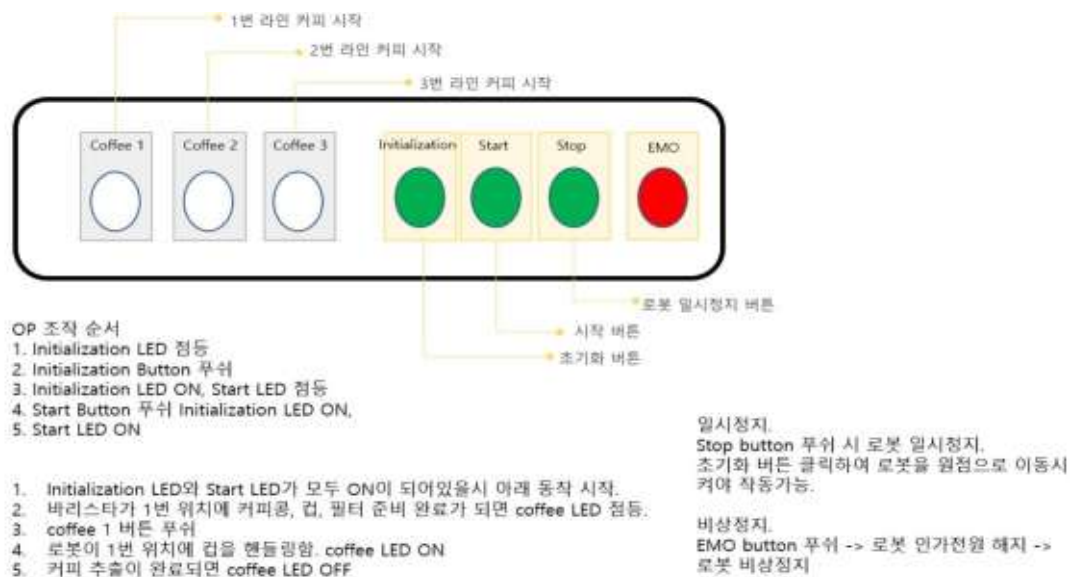 1번 라인 커피 시작
2번 라인 커피 시작
3번 라인 커피 시작
Coffee 1
Coffee 2
Coffee 3
Initialization
Start
Stop
EMO
로봇 일시정지 버튼
시작 버튼
초기화 버튼
OP 조작 순서
1. Initialization LED 점등
2. Initialization Button 푸쉬
3. Initialization LED ON, Start LED 점등
4. Start Button 푸쉬 Initialization LED ON,
5. Start LED ON
1. Initialization LED와 Start LED가 모두 ON이 되어있을시 아래 동작 시작.
2. 바리스타가 1번 위치에 커피콩, 컵, 필터 준비 완료가 되면 coffee LED 점등.
3. coffee 1 버튼 푸쉬
4. 로봇이 1번 위치에 컵을 핸들링함. coffee LED ON
5. 커피 추출이 완료되면 coffee LED OFF
일시정지.
Stop button 푸쉬 시 로봇 일시정지,
초기화 버튼 클릭하여 로봇을 원점으로 이동시
켜야 작동가능.
비상정지.
EMO button 푸쉬 -> 로봇 인가전원 해지 ->
로봇 비상정지